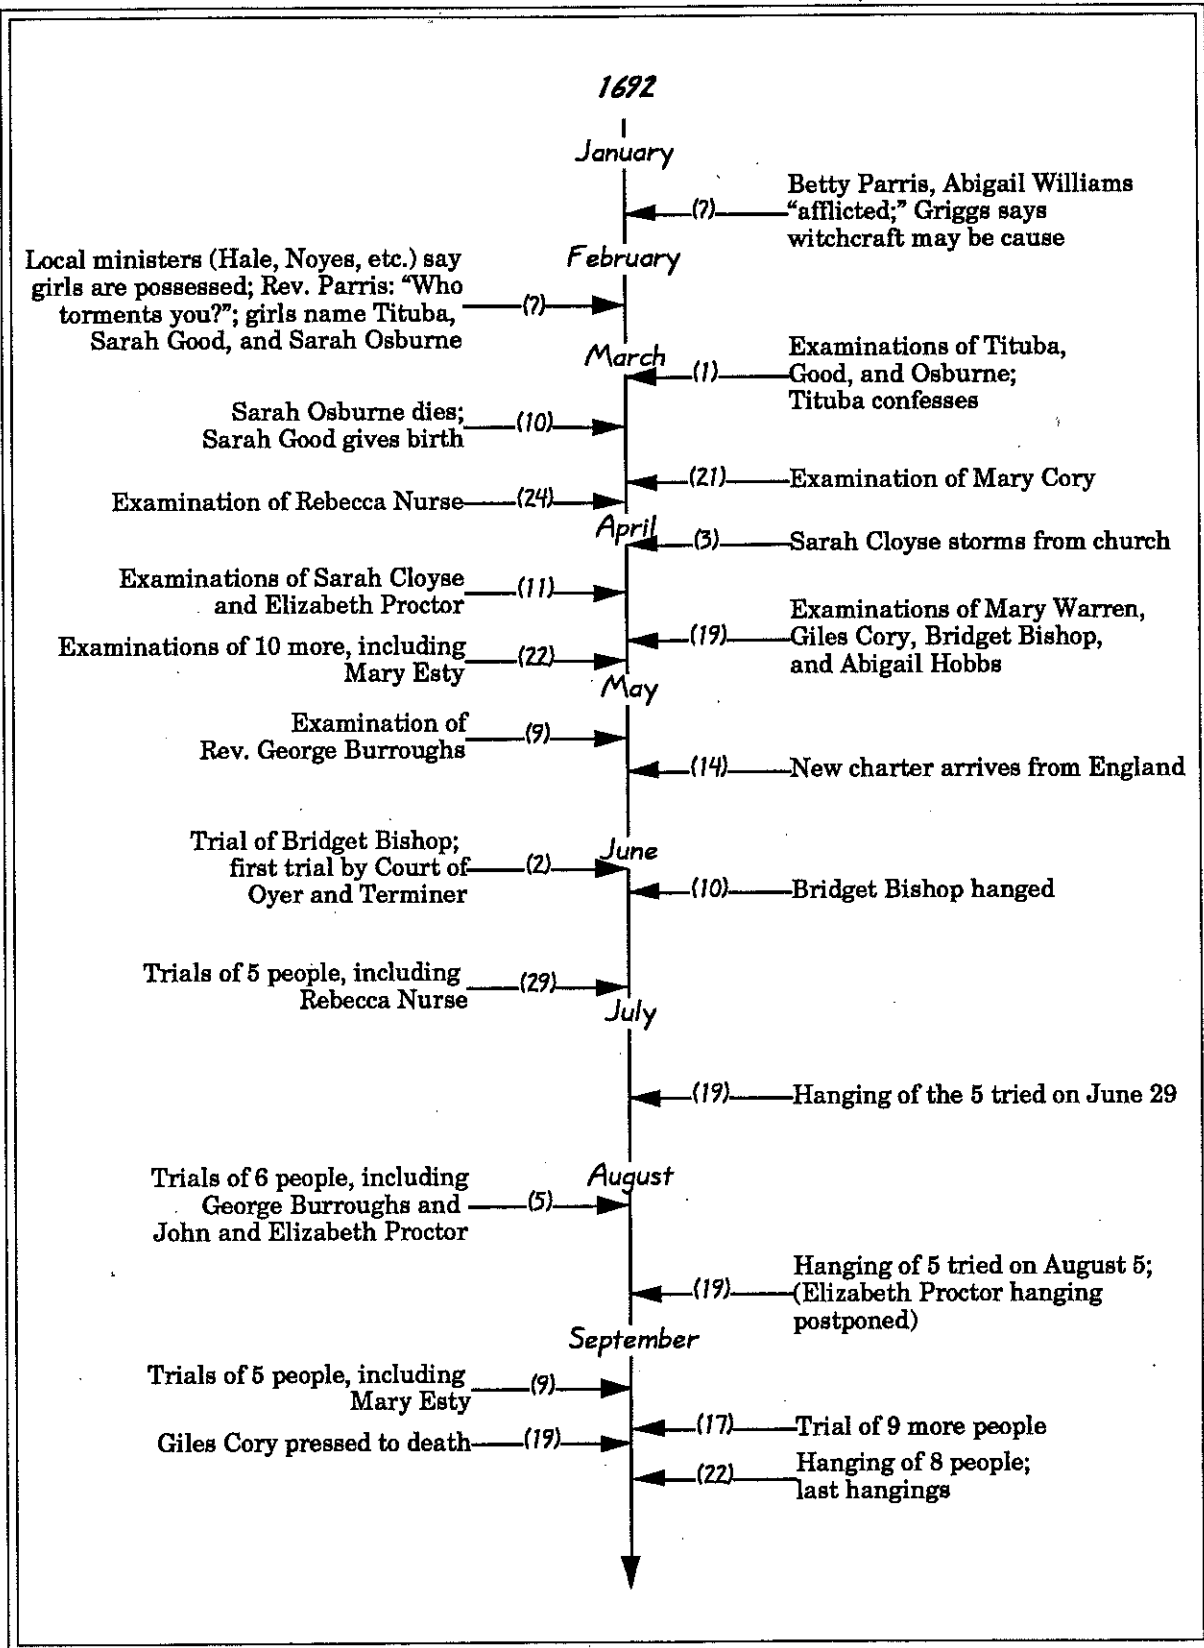 1692
January
(?)
Betty Parris, Abigail Williams
“afflicted;” Griggs says
witchcraft may be cause
February
Local ministers (Hale, Noyes, etc.) say
girls are possessed; Rev. Parris: “Who
torments you?”; girls name Tituba,
Sarah Good, and Sarah Osburne
(?)
March
(1)
Examinations of Tituba,
Good, and Osburne;
Tituba confesses
Sarah Osburne dies;
Sarah Good gives birth
(10)
(21)
Examination of Mary Cory
Examination of Rebecca Nurse
(24)
April
(3)
Sarah Cloyse storms from church
Examinations of Sarah Cloyse
and Elizabeth Proctor
(11)
(19)
Examinations of Mary Warren,
Giles Cory, Bridget Bishop,
and Abigail Hobbs
Examinations of 10 more, including
Mary Esty
(22)
May
Examination of
Rev. George Burroughs
(9)
(14)
New charter arrives from England
June
Trial of Bridget Bishop;
first trial by Court of
Oyer and Terminer
(2)
(10)
Bridget Bishop hanged
Trials of 5 people, including
Rebecca Nurse
(29)
July
(19)
Hanging of the 5 tried on June 29
August
Trials of 6 people, including
George Burroughs and
John and Elizabeth Proctor
(5)
(19)
Hanging of 5 tried on August 5;
(Elizabeth Proctor hanging
postponed)
September
Trials of 5 people, including
Mary Esty
(9)
(17)
Trial of 9 more people
Giles Cory pressed to death
(19)
(22)
Hanging of 8 people;
last hangings